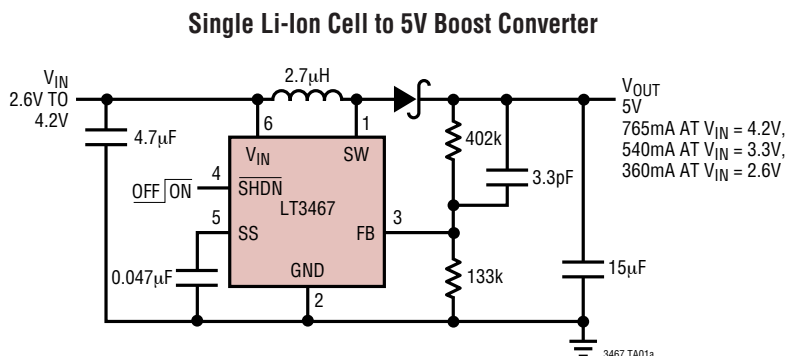 Single Li-Ion Cell to 5V Boost Converter
VIN
2.6V TO
4.2V
4.7µF
2.7µH
VOUT
5V
765mA AT VIN = 4.2V,
540mA AT VIN = 3.3V,
360mA AT VIN = 2.6V
6
1
VIN
SW
402k
3.3pF
OFF ON
4
SHDN
LT3467
5
SS
FB
3
0.047µF
GND
2
133k
15µF
3467 TA01a